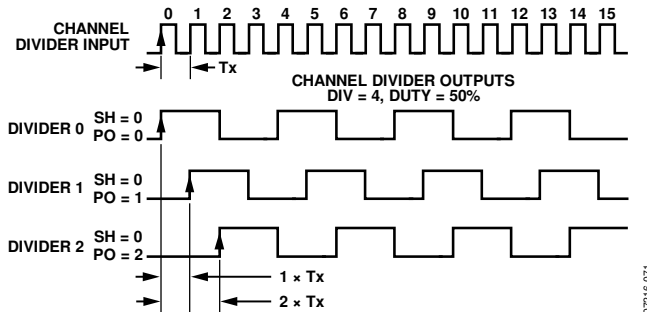 0 1 2 3 4 5 6 7 8 9 10 11 12 13 14 15
CHANNEL
DIVIDER INPUT
Tx
CHANNEL DIVIDER OUTPUTS
DIV = 4, DUTY = 50%
DIVIDER 0 SH = 0
PO = 0
DIVIDER 1 SH = 0
PO = 1
DIVIDER 2 SH = 0
PO = 2
1 × Tx
2 × Tx
07216-071